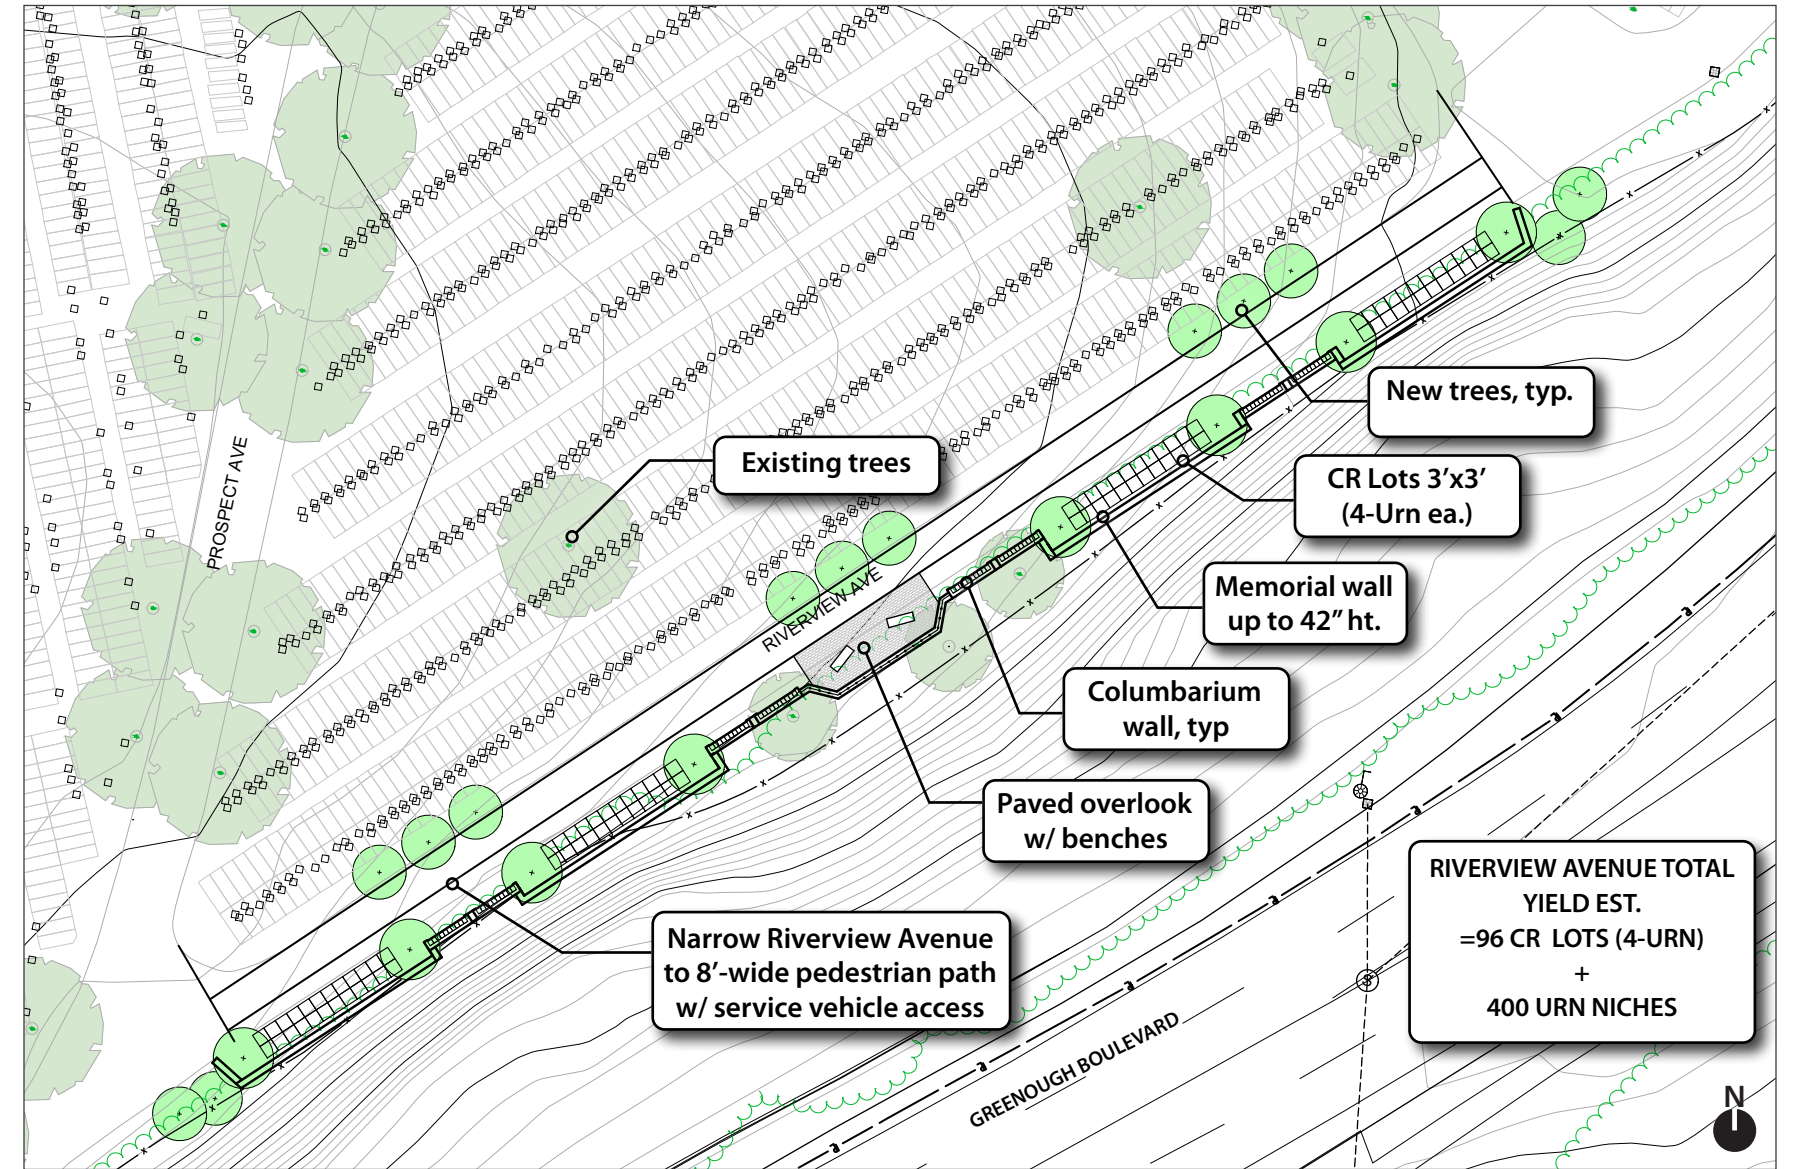 PROSPECT AVE
Existing trees
New trees, typ.
CR Lots 3’x3’
(4-Urn ea.)
Memorial wall
up to 42” ht.
RIVERVIEW AVE
Columbarium
wall, typ
Paved overlook
w/ benches
Narrow Riverview Avenue
to 8’-wide pedestrian path
w/ service vehicle access
RIVERVIEW AVENUE TOTAL
YIELD EST.
=96 CR LOTS (4-URN)
+
400 URN NICHES
GREENOUGH BOULEVARD
S
N